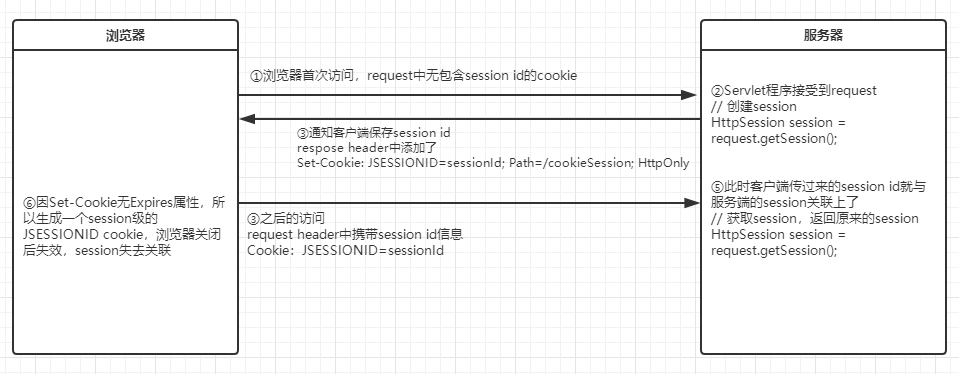 浏览器
服务器
①浏览器首次访问，request中无包含session id的cookie
②Servlet程序接受到request
// 创建session
HttpSession session =
request.getSession();
③通知客户端保存session id
respose header中添加了
Set-Cookie: JSESSIONID=sessionId; Path=/cookieSession; HttpOnly
⑤此时客户端传过来的session id就与
服务端的session关联上了
// 获取session，返回原来的session
HttpSession session =
request.getSession();
⑥因Set-Cookie无Expires属性，所
以生成一个session级的
JSESSIONID cookie，浏览器关闭
后失效，session失去关联
③之后的访问
request header中携带session id信息
Cookie：JSESSIONID=sessionId